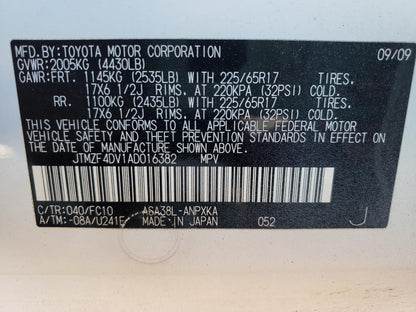 MFD. BY: TOYOTA MOTOR CORPORATION 09/09
GVWR: 2005KG (4430LB)
GAWR: FRT. 1145KG (2535LB) WITH 225/65R17 TIRES.
17X6 1/2J RIMS. AT 220KPA (32PSI) COLD.
RR. 1100KG (2435LB) WITH 225/65R17 TIRES.
17X6 1/2J RIMS. AT 220KPA (32PSI) COLD.
THIS VEHICLE CONFORMS TO ALL APPLICABLE FEDERAL MOTOR
VEHICLE SAFETY AND THEFT PREVENTION STANDARDS IN
EFFECT ON THE DATE OF MANUFACTURE SHOWN ABOVE.
JTMZF4DV1AD016382 MPV
C/TR: 040/FC10 ASA38L-ANPXKA
A/TM: -08A/U241E MADE IN JAPAN 052 J